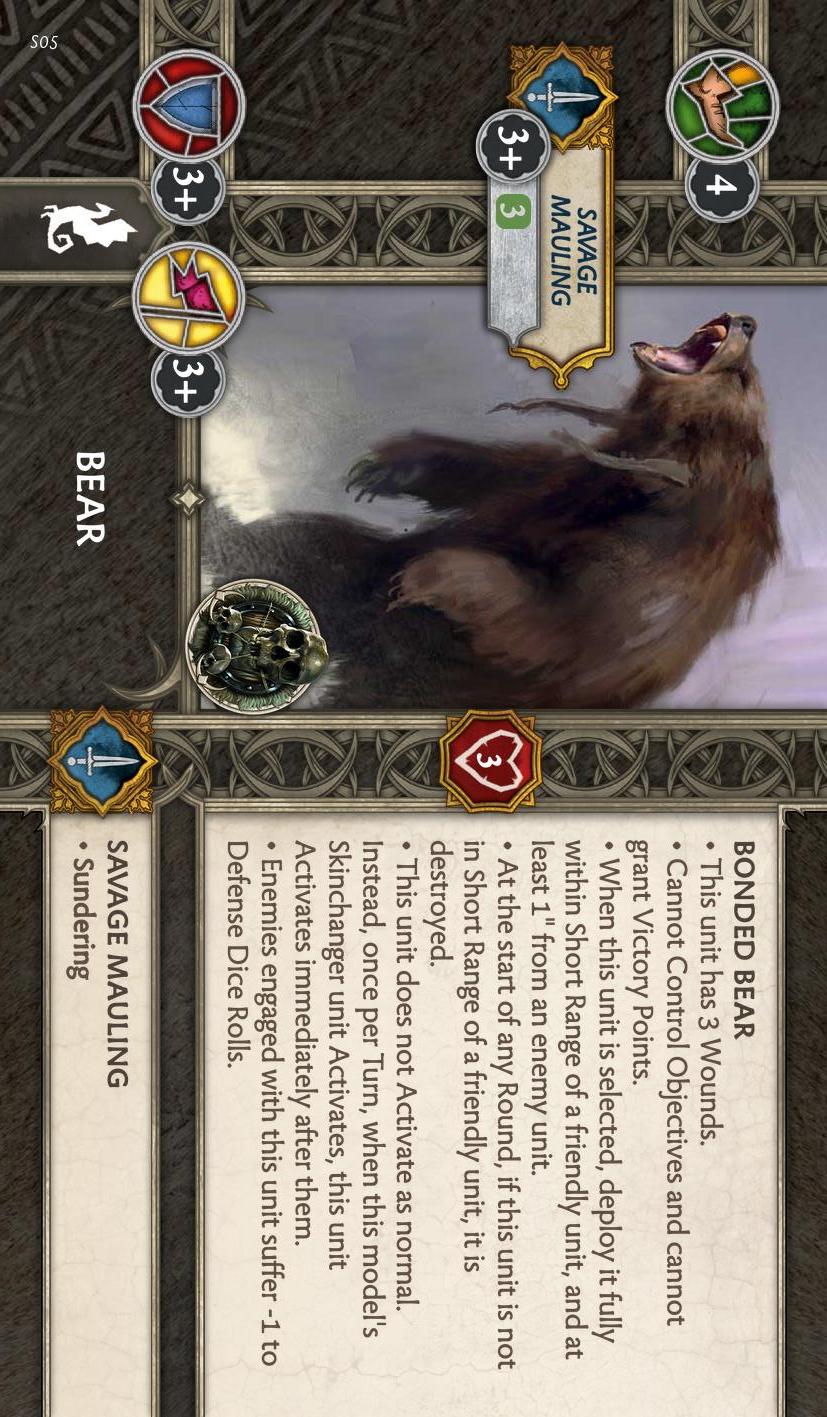 4
SAVAGE
MAULING
3+
3
3+
3+
BEAR
S05
3
BONDED BEAR
• This unit has 3 Wounds.
• Cannot Control Objectives and cannot
grant Victory Points.
• When this unit is selected, deploy it fully
within Short Range of a friendly unit, and at
least 1" from an enemy unit.
• At the start of any Round, if this unit is not
in Short Range of a friendly unit, it is
destroyed.
• This unit does not Activate as normal.
Instead, once per Turn, when this model's
Skinchanger unit Activates, this unit
Activates immediately after them.
• Enemies engaged with this unit suffer -1 to
Defense Dice Rolls.
SAVAGE MAULING
• Sundering